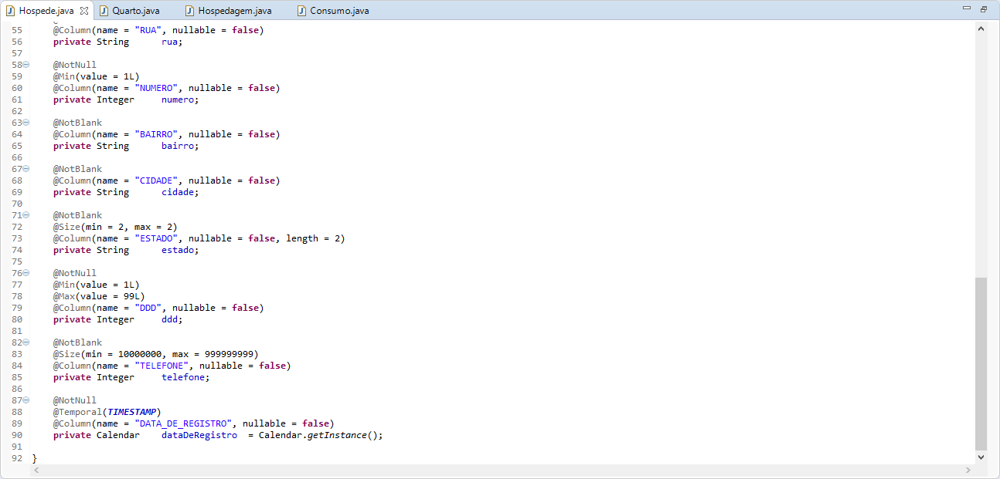 Hospede.java Quarto.java Hospedagem.java Consumo.java
55 @Column(name = "RUA", nullable = false)
56 private String rua;
57
58 @NotNull
59 @Min(value = 1L)
60 @Column(name = "NUMERO", nullable = false)
61 private Integer numero;
62
63 @NotBlank
64 @Column(name = "BAIRRO", nullable = false)
65 private String bairro;
66
67 @NotBlank
68 @Column(name = "CIDADE", nullable = false)
69 private String cidade;
70
71 @NotBlank
72 @Size(min = 2, max = 2)
73 @Column(name = "ESTADO", nullable = false, length = 2)
74 private String estado;
75
76 @NotNull
77 @Min(value = 1L)
78 @Max(value = 99L)
79 @Column(name = "DDD", nullable = false)
80 private Integer ddd;
81
82 @NotBlank
83 @Size(min = 10000000, max = 999999999)
84 @Column(name = "TELEFONE", nullable = false)
85 private Integer telefone;
86
87 @NotNull
88 @Temporal(TIMESTAMP)
89 @Column(name = "DATA_DE_REGISTRO", nullable = false)
90 private Calendar dataDeRegistro = Calendar.getInstance();
91
92 }